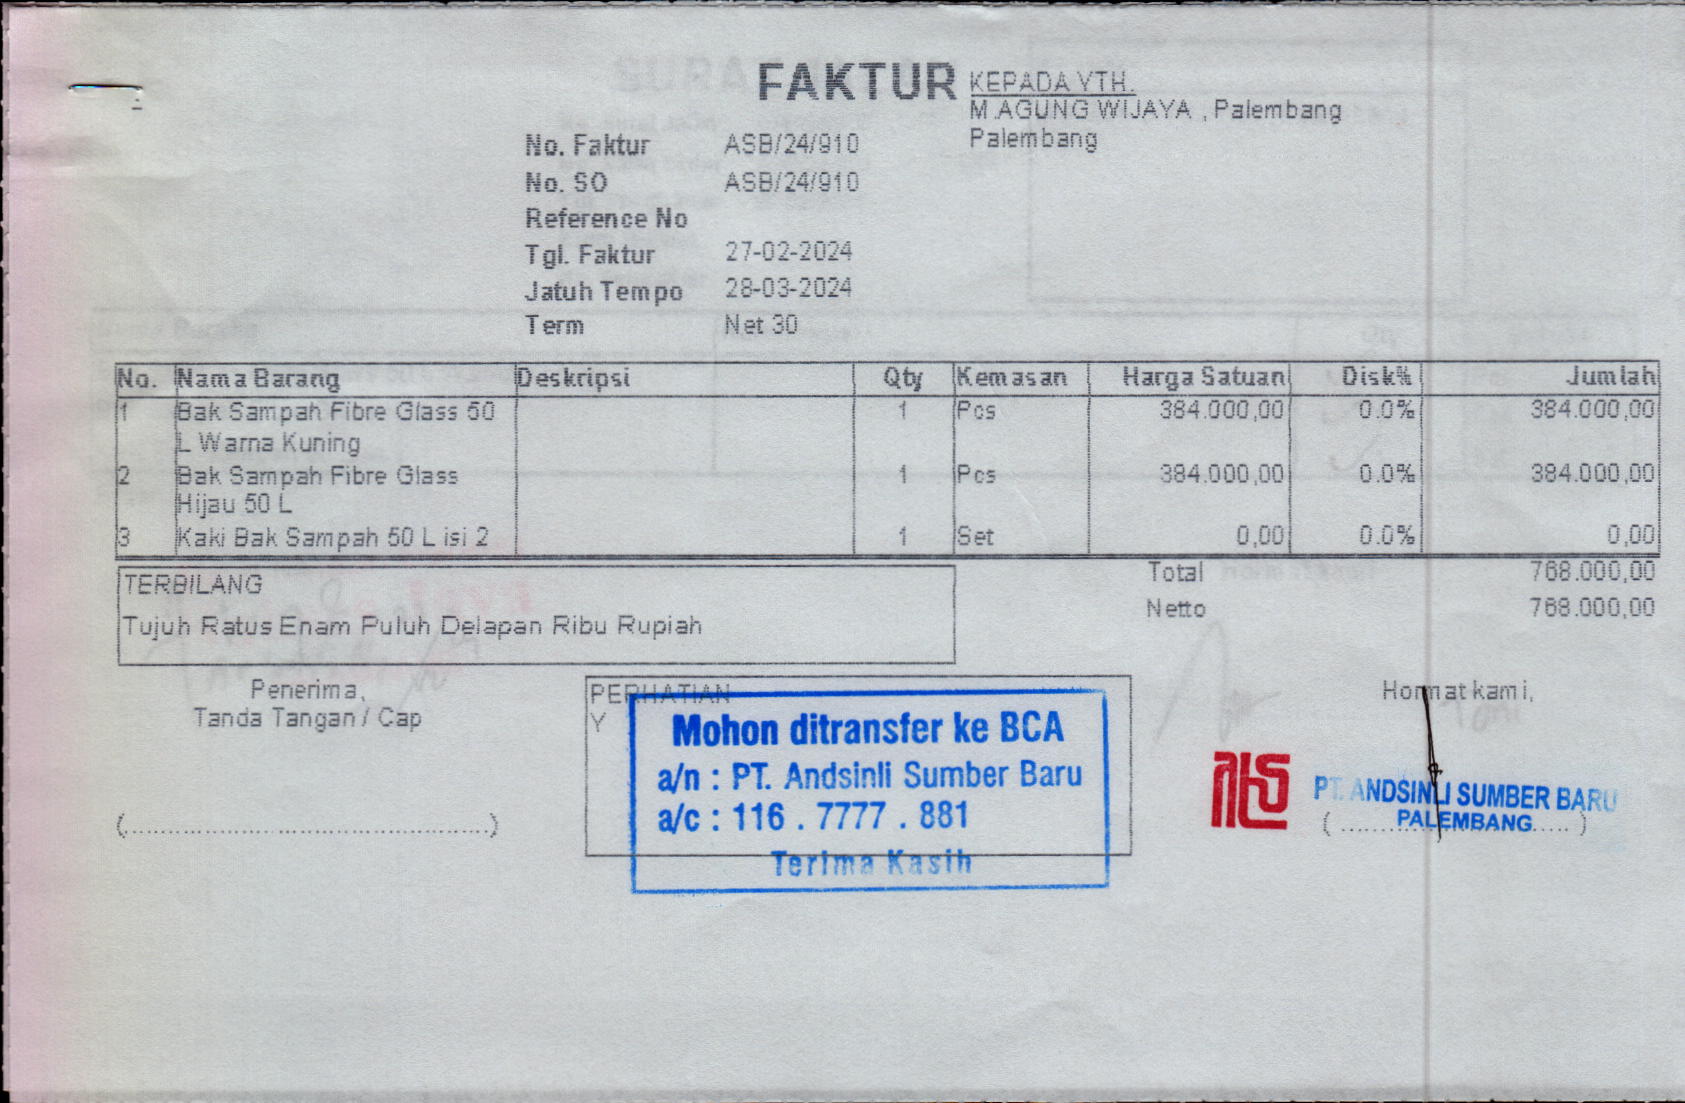 FAKTUR
KEPADA YTH.
M.AGUNG WIJAYA , Palembang
Palembang
No. Faktur ASB/24/910
No. SO ASB/24/910
Reference No
Tgl. Faktur 27-02-2024
Jatuh Tempo 28-03-2024
Term Net 30
No. Nama Barang Deskripsi Qty Kemasan Harga Satuan Disk% Jumlah
1 Bak Sampah Fibre Glass 50 1 Pcs 384.000,00 0.0% 384.000,00
L Warna Kuning
2 Bak Sampah Fibre Glass 1 Pcs 384.000,00 0.0% 384.000,00
Hijau 50 L
3 Kaki Bak Sampah 50 L isi 2 1 Set 0,00 0.0% 0,00
Total 768.000,00
Netto 768.000,00
TERBILANG
Tujuh Ratus Enam Puluh Delapan Ribu Rupiah
Penerima,
Tanda Tangan / Cap
(..........................................)
PERHATIAN
Y
Mohon ditransfer ke BCA
a/n : PT. Andsinli Sumber Baru
a/c : 116 . 7777 . 881
Terima Kasih
Hormat kami,
PT. ANDSINLI SUMBER BARU
PALEMBANG